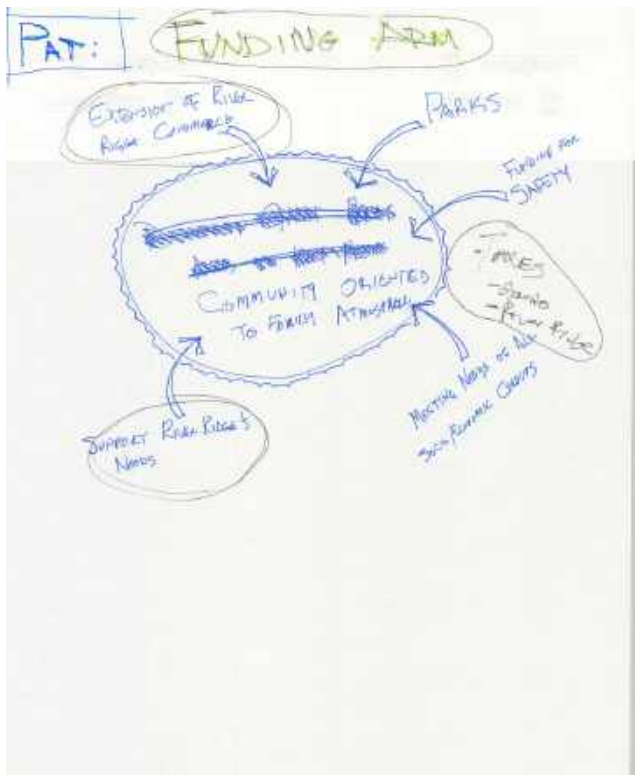 PAT: FUNDING ARM
EXTENSION OF RIVER
RIDGE COMMERCE
PARKS
FUNDING FOR
SAFETY
TAXES
- RIVER RIDGE
COMMUNITY ORIENTED
TO FAMILY ATMOSPHERE
MEETING NEEDS OF ALL
SOCIO/ECONOMIC GROUPS
SUPPORT RIVER RIDGE'S
NEEDS